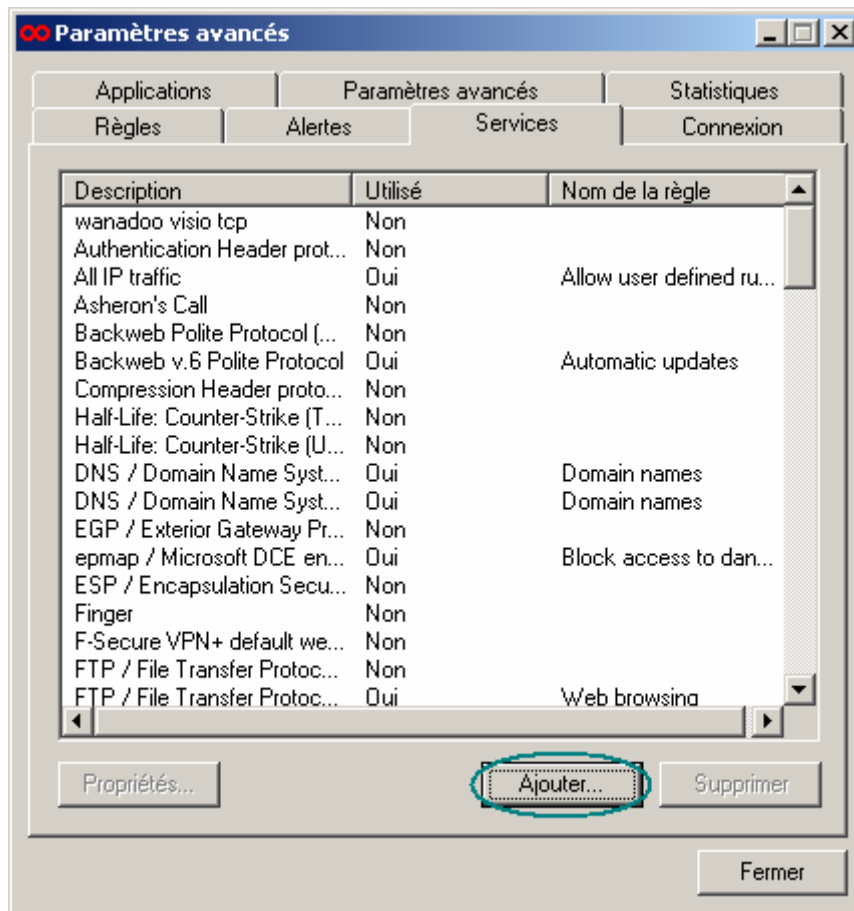 Paramètres avancés
Applications Paramètres avancés Statistiques
Règles Alertes Services Connexion
Description Utilisé Nom de la règle
wanadoo visio tcp Non
Authentication Header prot... Non
All IP traffic Oui Allow user defined ru...
Asheron's Call Non
Backweb Polite Protocol (... Non
Backweb v.6 Polite Protocol Oui Automatic updates
Compression Header proto... Non
Half-Life: Counter-Strike (T... Non
Half-Life: Counter-Strike (U... Non
DNS / Domain Name Syst... Oui Domain names
DNS / Domain Name Syst... Oui Domain names
EGP / Exterior Gateway Pr... Non
epmap / Microsoft DCE en... Oui Block access to dan...
ESP / Encapsulation Secu... Non
Finger Non
F-Secure VPN+ default we... Non
FTP / File Transfer Protoc... Non
FTP / File Transfer Protoc... Oui Web browsing
Propriétés... Ajouter... Supprimer
Fermer